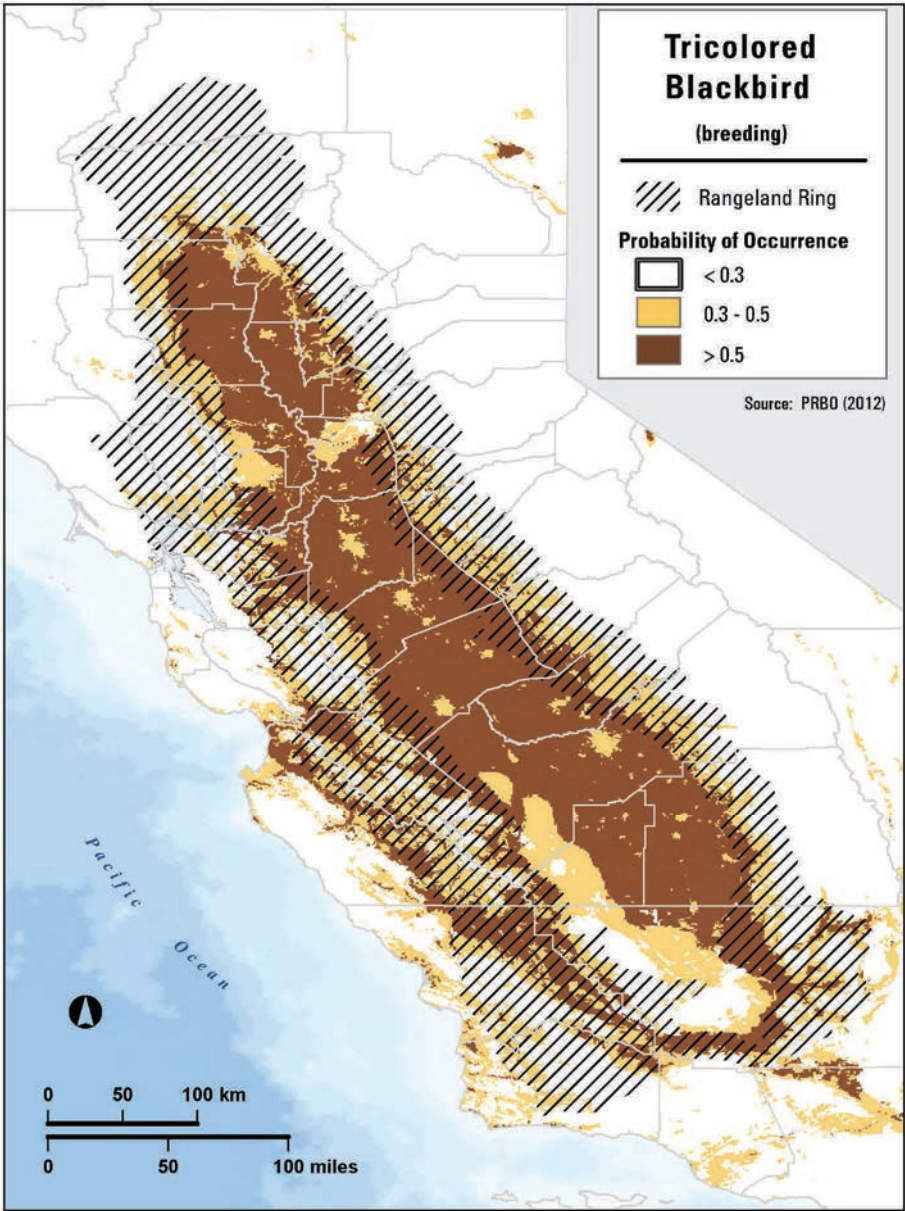 Tricolored
Blackbird
(breeding)
Rangeland Ring
Probability of Occurrence
< 0.3
0.3 - 0.5
> 0.5
Source: PRBO (2012)
Pacific
Ocean
0 50 100 km
0 50 100 miles